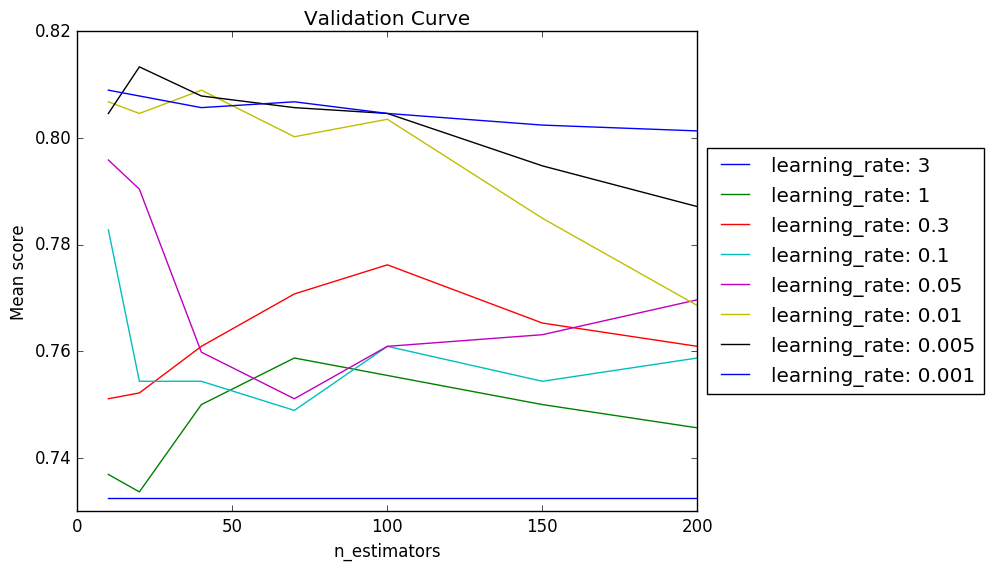 Validation Curve
0.82
0.80
0.78
0.76
0.74
Mean score
0
50
100
150
200
n_estimators
learning_rate: 3
learning_rate: 1
learning_rate: 0.3
learning_rate: 0.1
learning_rate: 0.05
learning_rate: 0.01
learning_rate: 0.005
learning_rate: 0.001